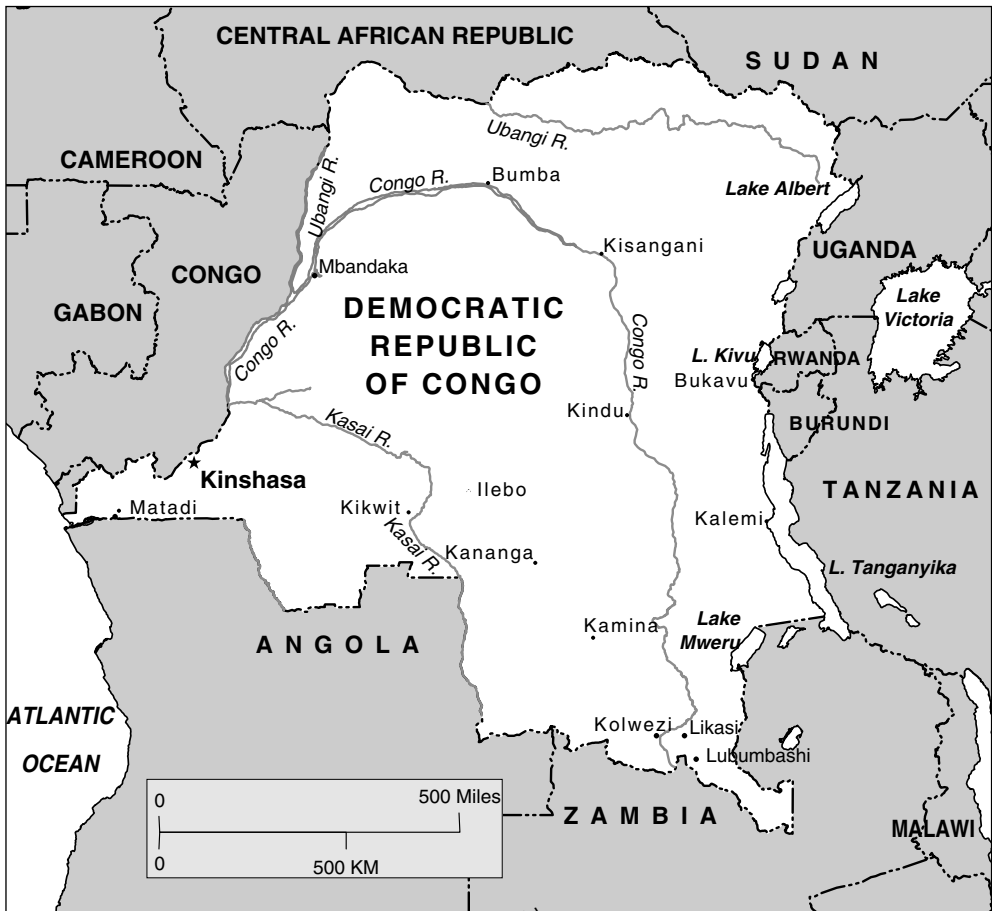 CENTRAL AFRICAN REPUBLIC
SUDAN
CAMEROON
Ubangi R.
Ubangi R.
Congo R.
Bumba
Lake Albert
Kisangani
UGANDA
CONGO
Mbandaka
GABON
DEMOCRATIC
REPUBLIC
OF CONGO
Lake
Victoria
Congo R.
Congo R.
L. Kivu
RWANDA
Bukavu
Kindu
BURUNDI
Kasai R.
Kinshasa
Ilebo
TANZANIA
Matadi
Kikwit
Kalemi
Kasai R.
Kananga
L. Tanganyika
Kamina
Lake
Mweru
ANGOLA
ATLANTIC
OCEAN
Kolwezi
Likasi
Lubumbashi
0
500 Miles
0
500 KM
ZAMBIA
MALAWI